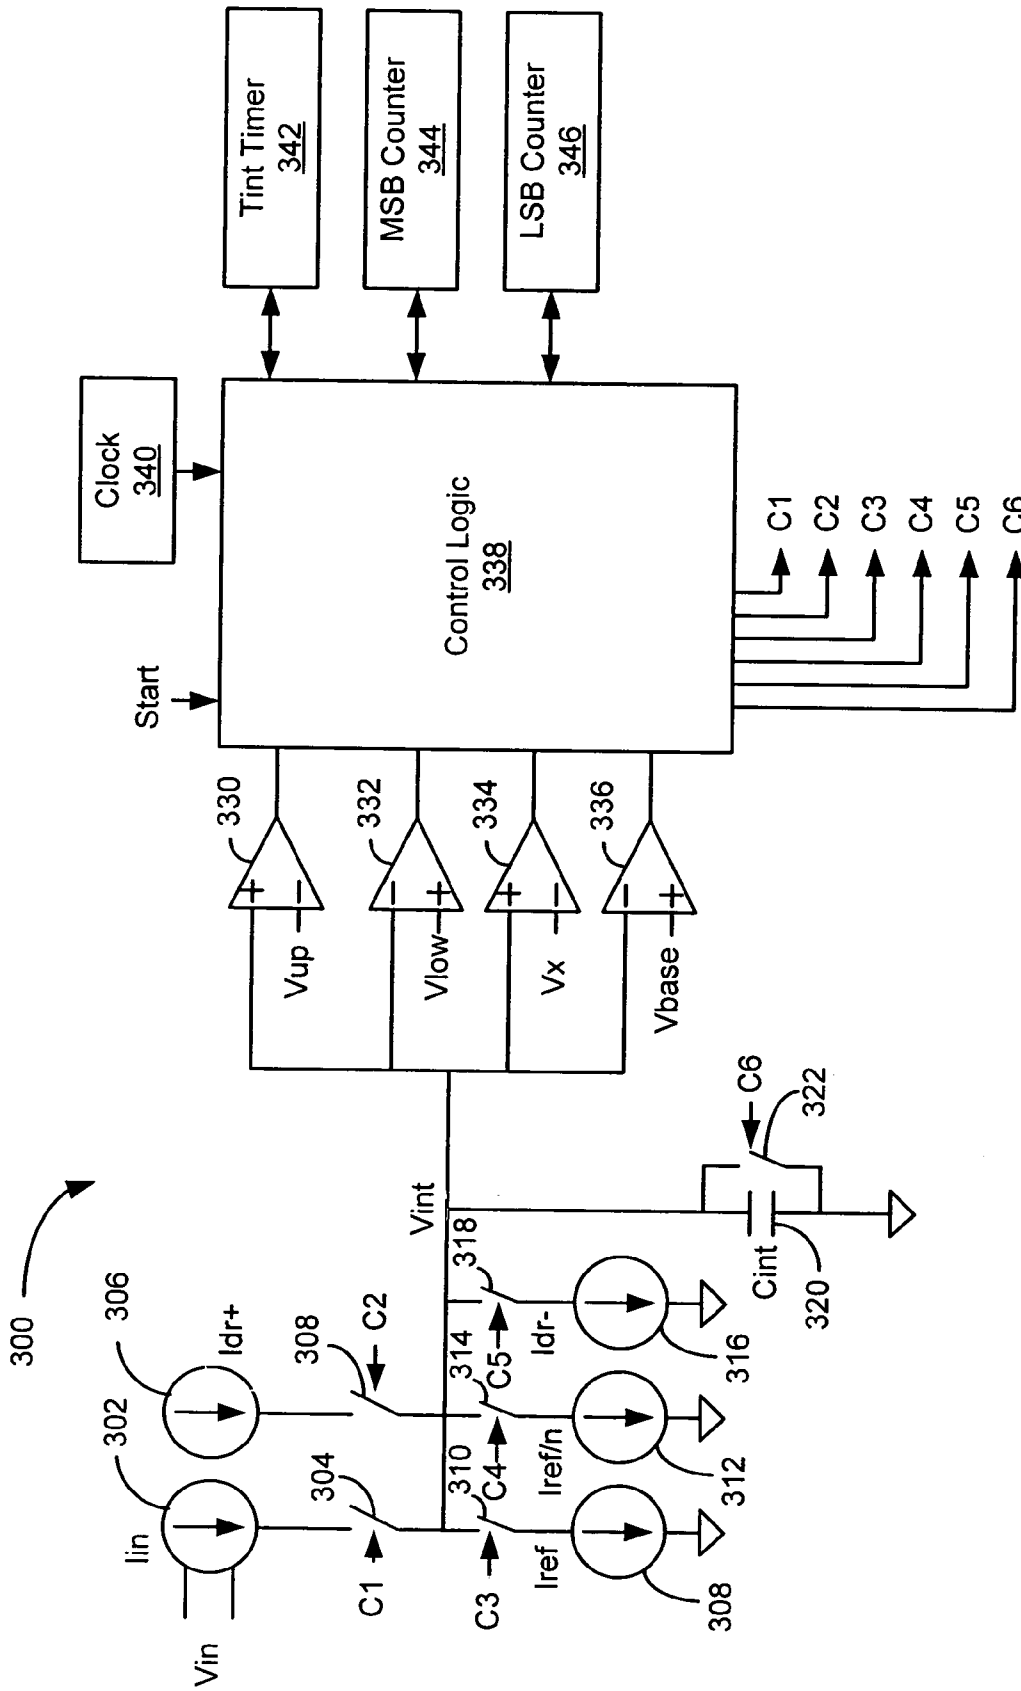 300
Vin
Iin
302
306
Idr+
C1
304
308
C2
Vint
C3
310
C4
314
C5
318
Iref
Iref/n
Idr-
308
312
316
Cint
320
C6
322
Vup
+
−
330
Vlow
−
+
332
Vx
+
−
334
Vbase
−
+
336
Start
Clock
340
Control Logic
338
Tint Timer
342
MSB Counter
344
LSB Counter
346
C1
C2
C3
C4
C5
C6